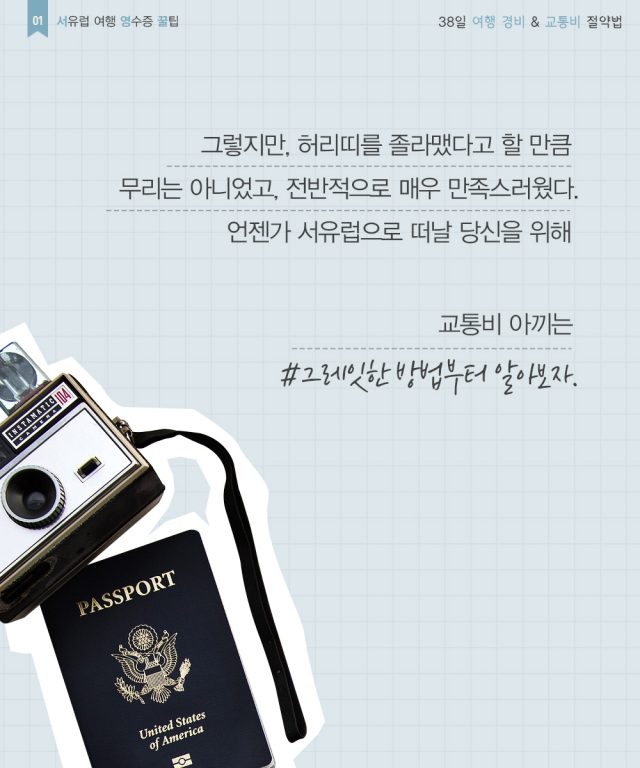 01 서유럽 여행 영수증 꿀팁
38일 여행 경비 & 교통비 절약법
그렇지만, 허리띠를 졸라맸다고 할 만큼
무리는 아니었고, 전반적으로 매우 만족스러웠다.
언젠가 서유럽으로 떠날 당신을 위해
교통비 아끼는
#그레잇한 방법부터 알아보자.
INSTAMATIC 104
CAMERA
PASSPORT
United States
of America